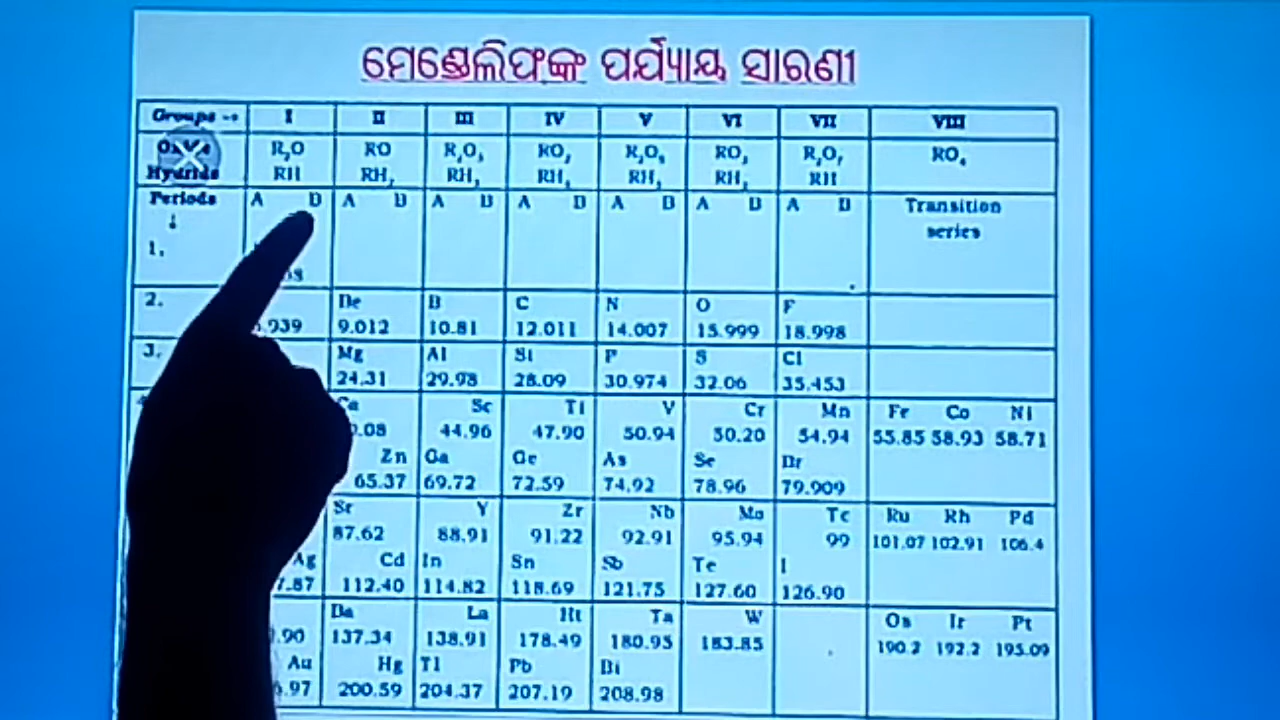 ମେଣ୍ଡେଲିଫଙ୍କ ପର୍ଯ୍ୟାୟ ସାରଣୀ
Groups → I II III IV V VI VII VIII
R₂O RO R₂O₃ RO₂ R₂O₅ RO₃ R₂O₇ RO₄
Hydride RH RH₂ RH₃ RH₄ RH₃ RH₂ RH
Periods A B A B A B A B A B A B A B Transition
↓ series
1.
2. Be B C N O F
9.012 10.81 12.011 14.007 15.999 18.998
3. Mg Al Si P S Cl
24.31 29.98 28.09 30.974 32.06 35.453
Ca Sc Ti V Cr Mn Fe Co Ni
44.96 47.90 50.94 50.20 54.94 55.85 58.93 58.71
Zn Ga Ge As Se Br
65.37 69.72 72.59 74.92 78.96 79.909
Sr Y Zr Nb Mo Tc Ru Rh Pd
87.62 88.91 91.22 92.91 95.94 99 101.07 102.91 106.4
Ag Cd In Sn Sb Te I
112.40 114.82 118.69 121.75 127.60 126.90
Ba La Hf Ta W Os Ir Pt
137.34 138.91 178.49 180.95 183.85 190.2 192.2 195.09
Au Hg Tl Pb Bi
200.59 204.37 207.19 208.98